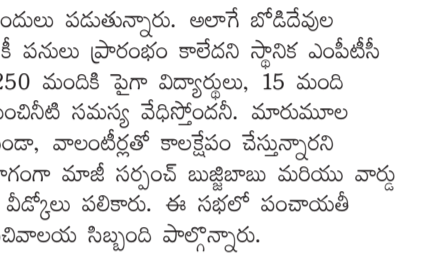 ందులు పడుతున్నారు. అలాగే బోడిదేవుల
కీ పనులు ప్రారంభం కాలేదని స్థానిక ఎంపీటీసీ
250 మందికి పైగా విద్యార్థులు, 15 మంది
ంచినీటి సమస్య వేధిస్తోందనీ. మారుమూల
ండా, వాలంటీర్లతో కాలక్షేపం చేస్తున్నారని
ాగంగా మాజీ సర్పంచ్ బుజ్జిబాబు మరియు వార్డు
వీడ్కోలు పలికారు. ఈ సభలో పంచాయతీ
చివాలయ సిబ్బంది పాల్గొన్నారు.